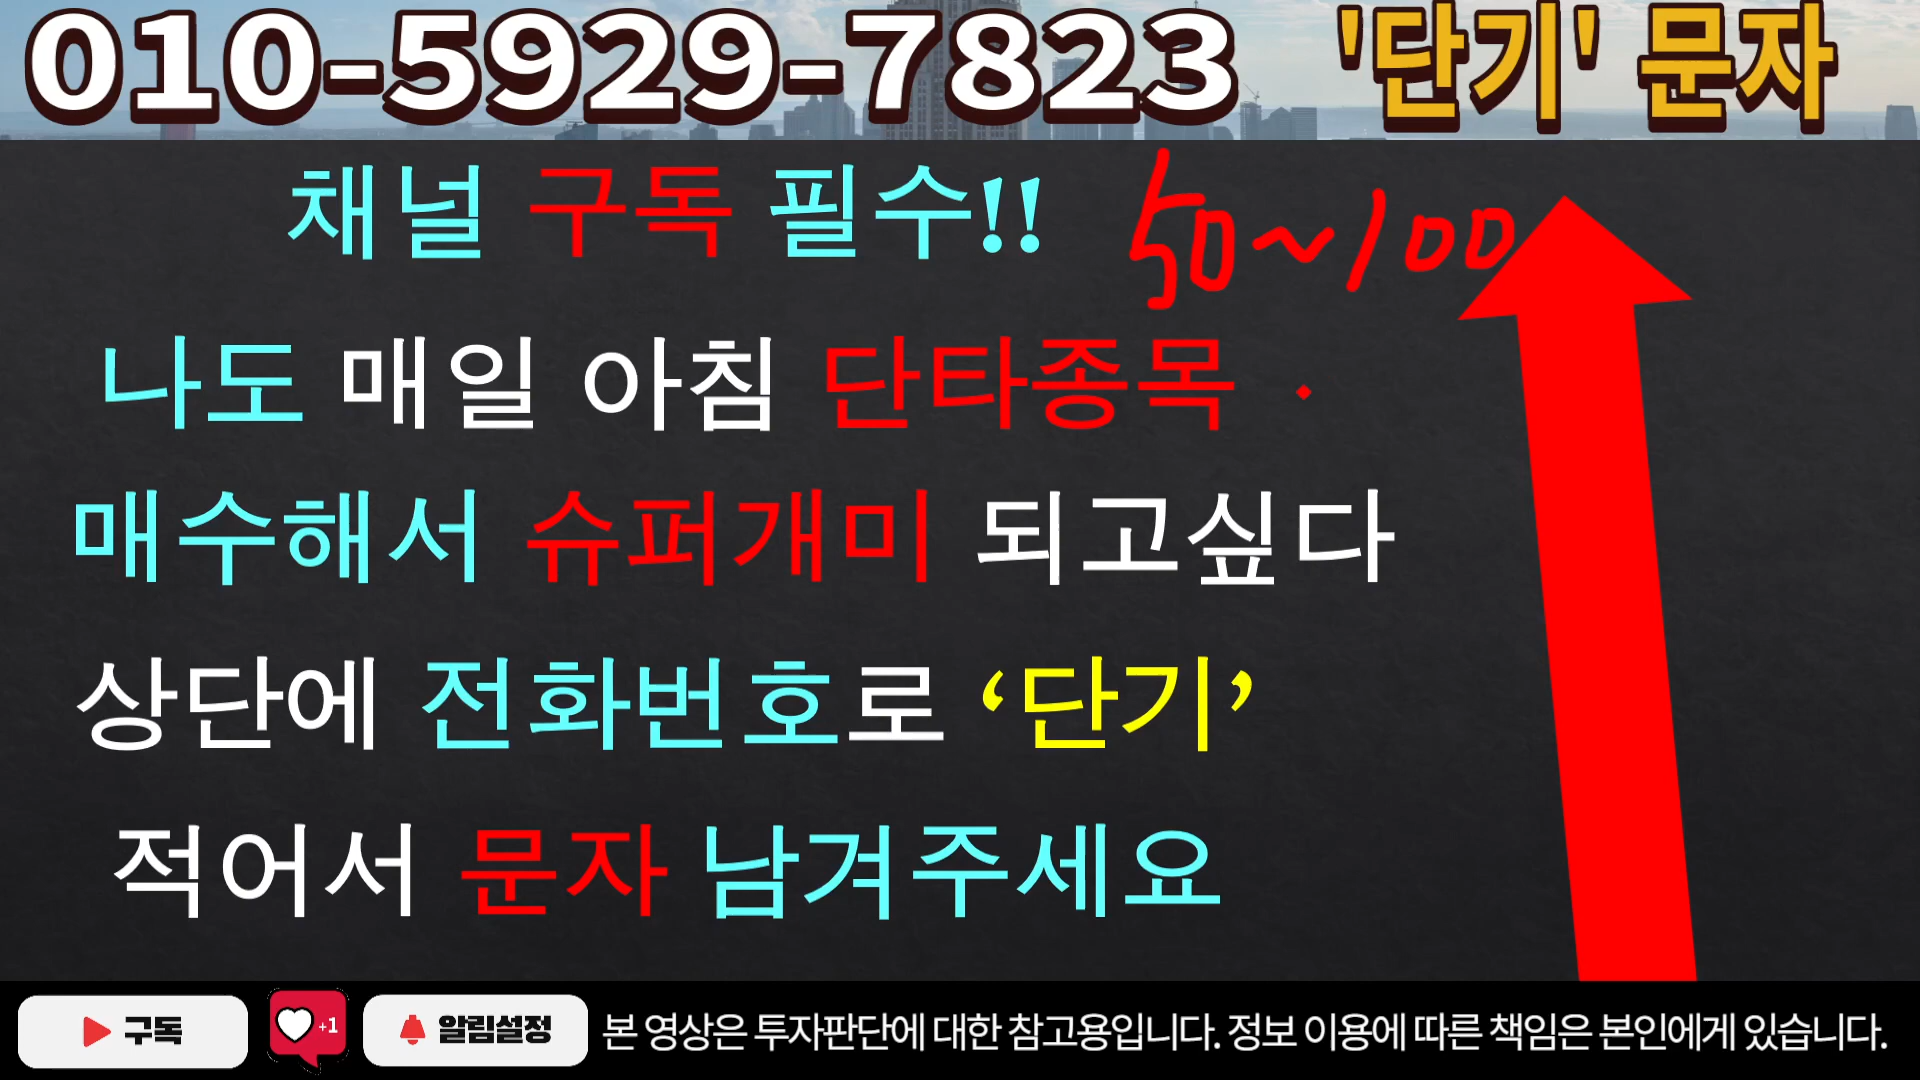 010-5929-7823 '단기' 문자
채널 구독 필수!! 50~100
나도 매일 아침 단타종목
매수해서 슈퍼개미 되고싶다
상단에 전화번호로 ‘단기’
적어서 문자 남겨주세요
구독 +1 알림설정 본 영상은 투자판단에 대한 참고용입니다. 정보 이용에 따른 책임은 본인에게 있습니다.